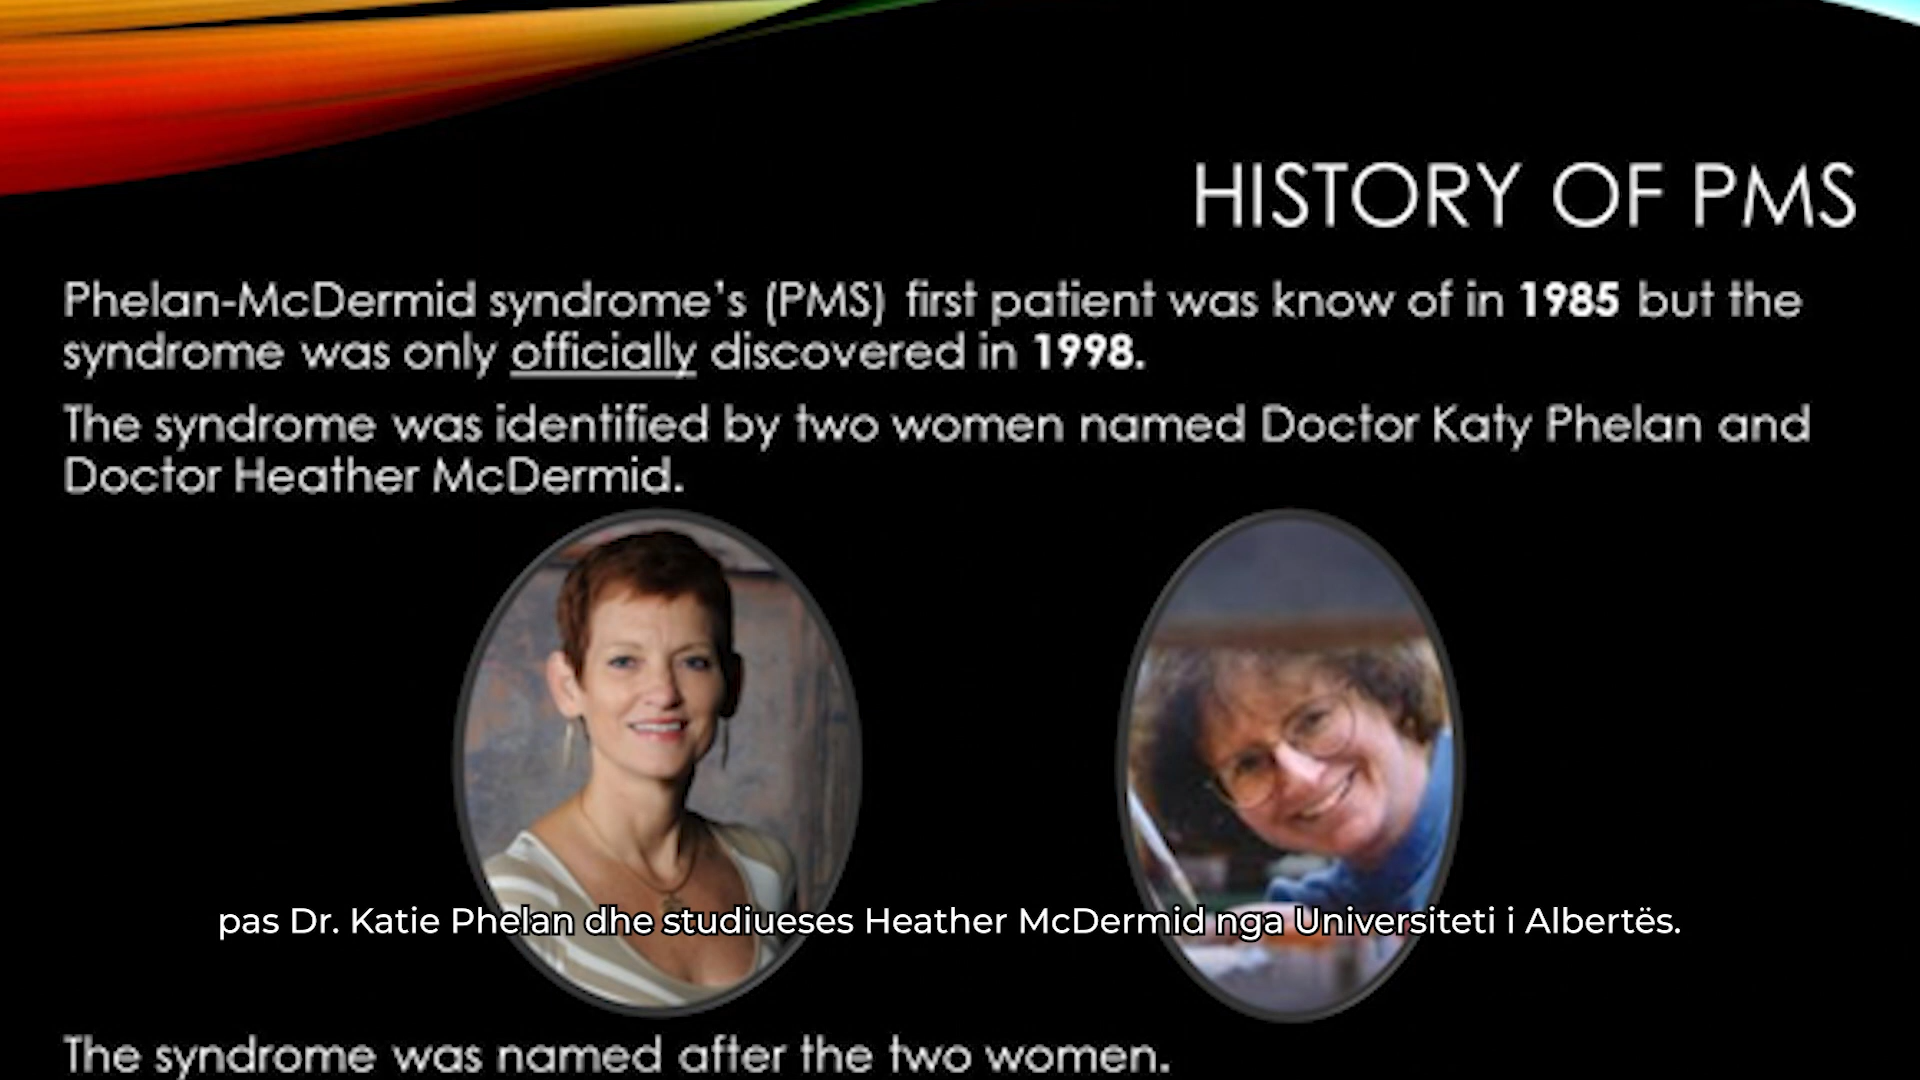 HISTORY OF PMS
Phelan-McDermid syndrome's (PMS) first patient was know of in 1985 but the
syndrome was only officially discovered in 1998.
The syndrome was identified by two women named Doctor Katy Phelan and
Doctor Heather McDermid.
pas Dr. Katie Phelan dhe studiueses Heather McDermid nga Universiteti i Albertës.
The syndrome was named after the two women.